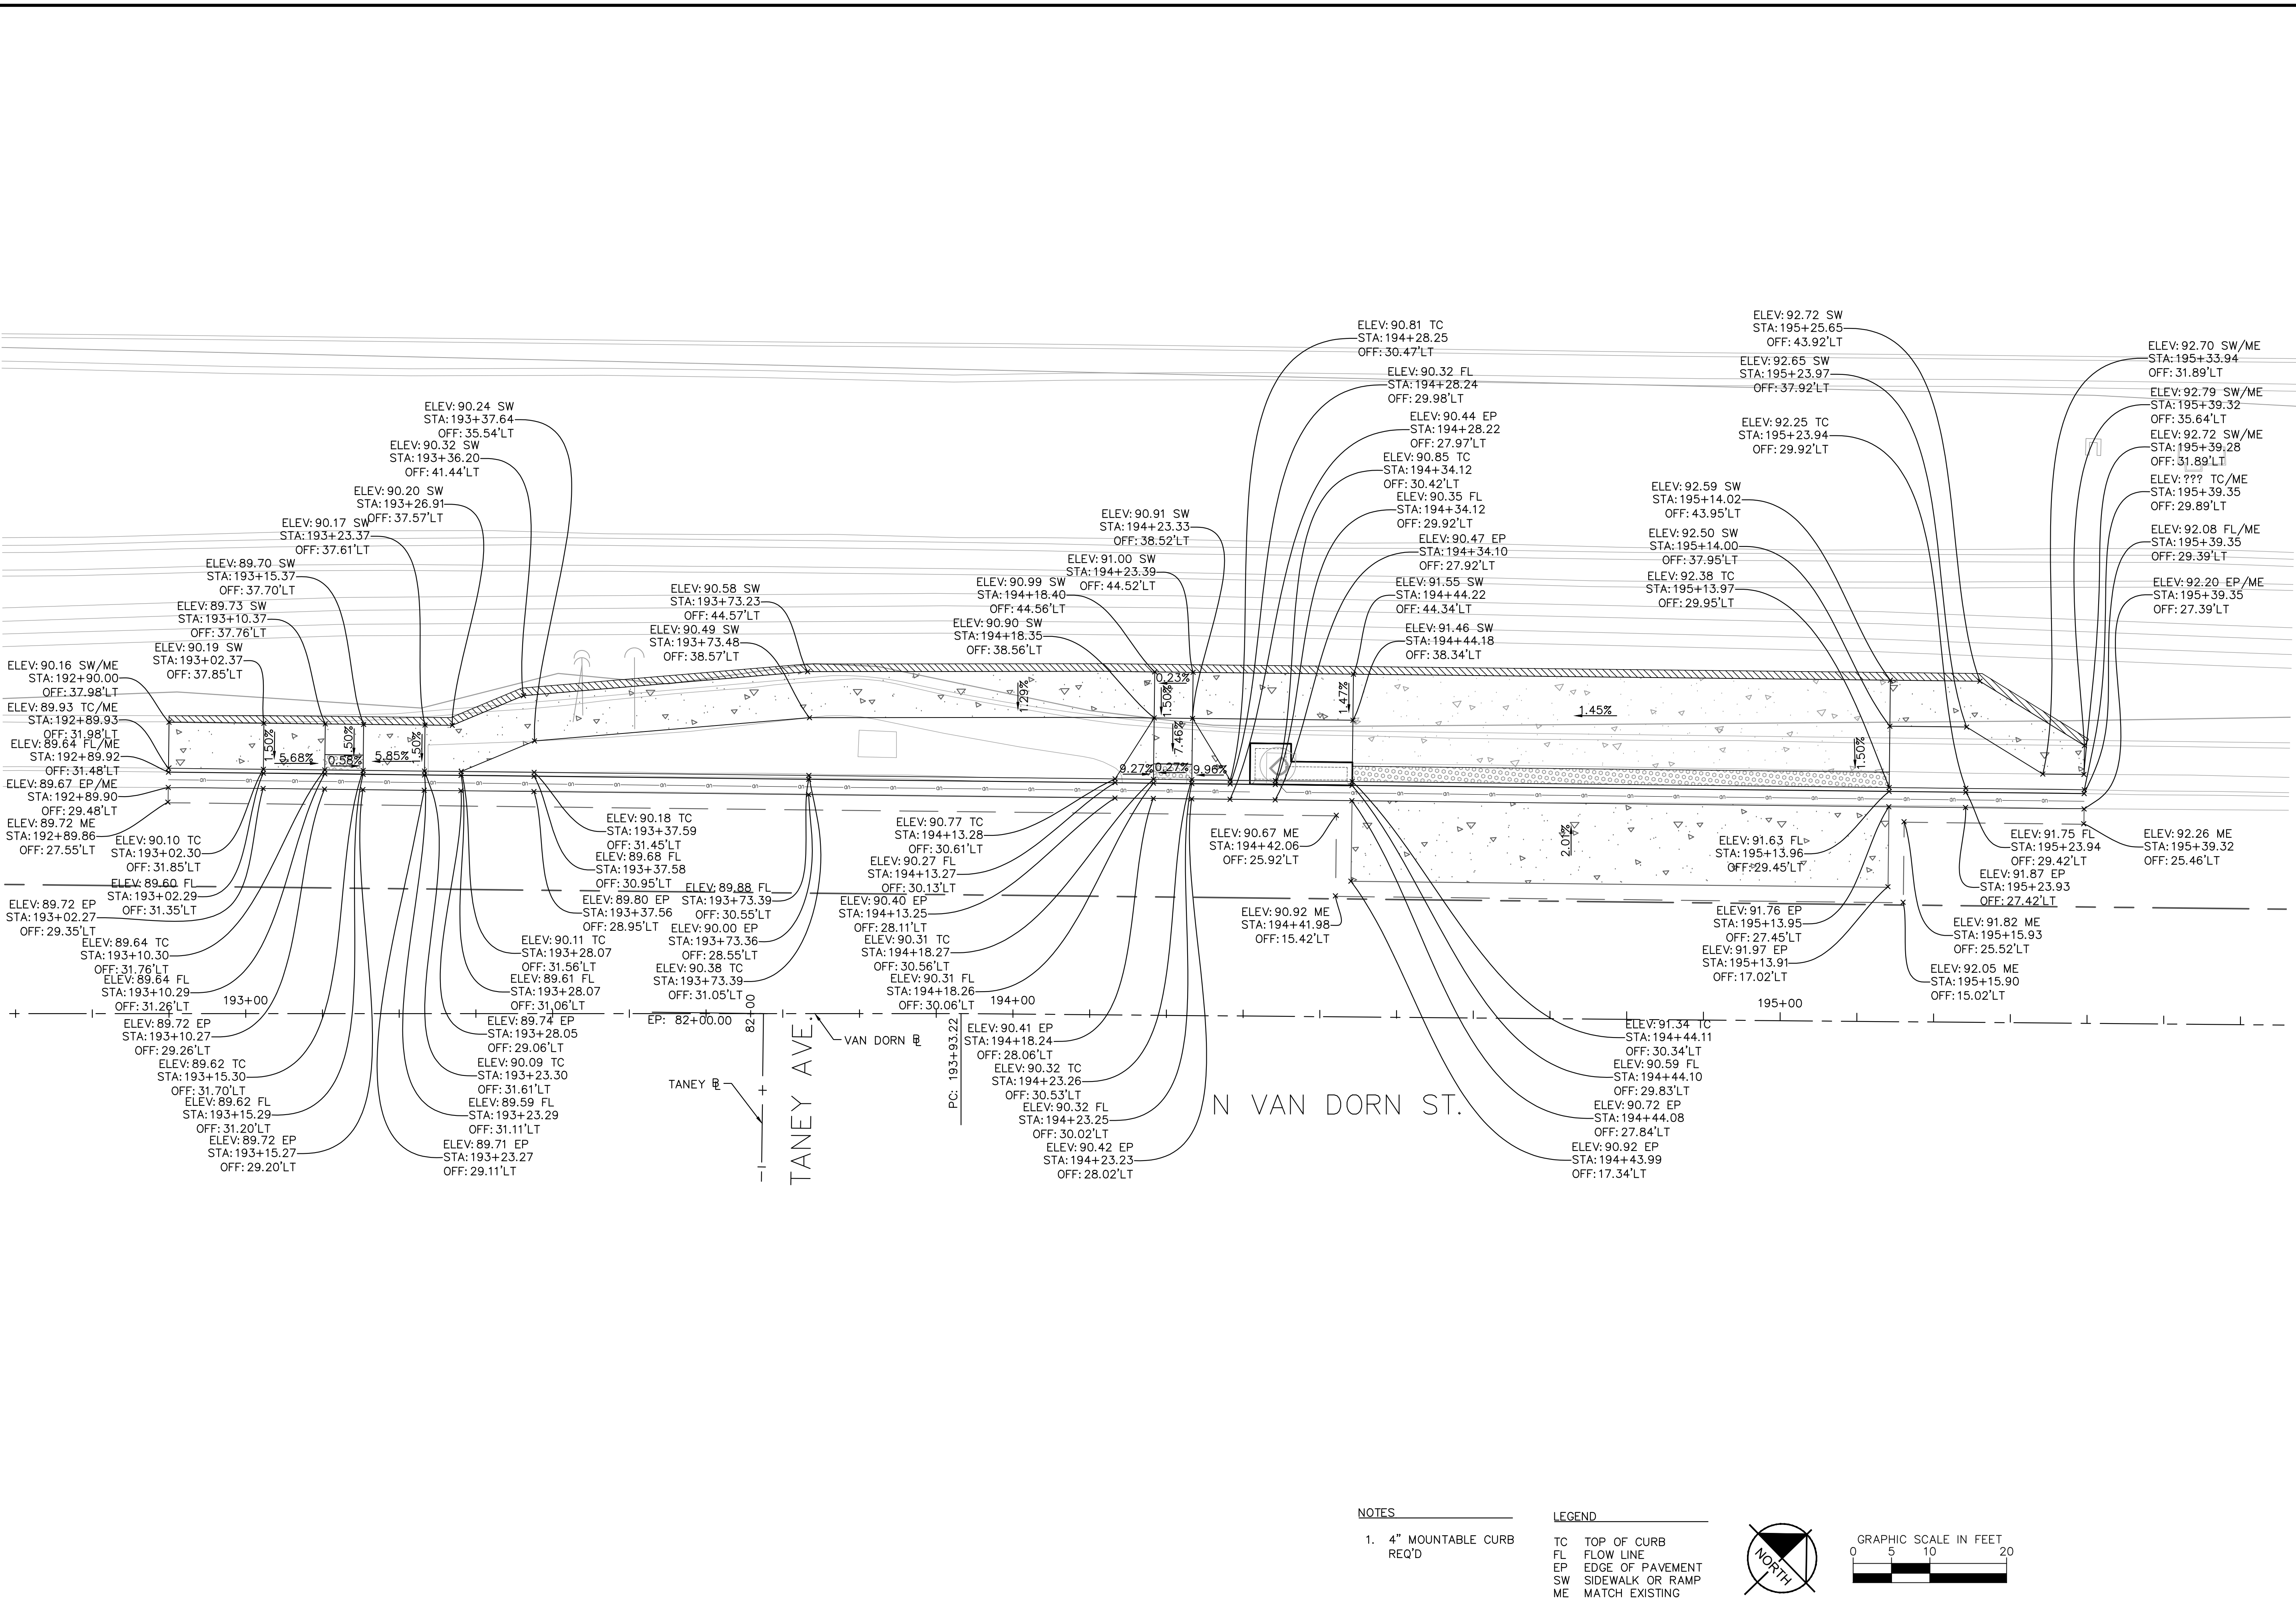 ELEV: 90.81 TC
STA: 194+28.25
OFF: 30.47'LT
ELEV: 90.32 FL
STA: 194+28.24
OFF: 29.98'LT
ELEV: 90.44 EP
STA: 194+28.22
OFF: 27.97'LT
ELEV: 90.85 TC
STA: 194+34.12
OFF: 30.42'LT
ELEV: 90.35 FL
STA: 194+34.12
OFF: 29.92'LT
ELEV: 90.47 EP
STA: 194+34.10
OFF: 27.92'LT
ELEV: 91.55 SW
STA: 194+44.22
OFF: 44.34'LT
ELEV: 91.46 SW
STA: 194+44.18
OFF: 38.34'LT
ELEV: 92.72 SW
STA: 195+25.65
OFF: 43.92'LT
ELEV: 92.65 SW
STA: 195+23.97
OFF: 37.92'LT
ELEV: 92.25 TC
STA: 195+23.94
OFF: 29.92'LT
ELEV: 92.59 SW
STA: 195+14.02
OFF: 43.95'LT
ELEV: 92.50 SW
STA: 195+14.00
OFF: 37.95'LT
ELEV: 92.38 TC
STA: 195+13.97
OFF: 29.95'LT
ELEV: 92.70 SW/ME
STA: 195+33.94
OFF: 31.89'LT
ELEV: 92.79 SW/ME
STA: 195+39.32
OFF: 35.64'LT
ELEV: 92.72 SW/ME
STA: 195+39.28
OFF: 31.89'LT
ELEV: ??? TC/ME
STA: 195+39.35
OFF: 29.89'LT
ELEV: 92.08 FL/ME
STA: 195+39.35
OFF: 29.39'LT
ELEV: 92.20 EP/ME
STA: 195+39.35
OFF: 27.39'LT
ELEV: 90.24 SW
STA: 193+37.64
OFF: 35.54'LT
ELEV: 90.32 SW
STA: 193+36.20
OFF: 41.44'LT
ELEV: 90.20 SW
STA: 193+26.91
OFF: 37.57'LT
ELEV: 90.17 SW
STA: 193+23.37
OFF: 37.61'LT
ELEV: 89.70 SW
STA: 193+15.37
OFF: 37.70'LT
ELEV: 89.73 SW
STA: 193+10.37
OFF: 37.76'LT
ELEV: 90.19 SW
STA: 193+02.37
OFF: 37.85'LT
ELEV: 90.16 SW/ME
STA: 192+90.00
OFF: 37.98'LT
ELEV: 89.93 TC/ME
STA: 192+89.93
OFF: 31.98'LT
ELEV: 89.64 FL/ME
STA: 192+89.92
OFF: 31.48'LT
ELEV: 89.67 EP/ME
STA: 192+89.90
OFF: 29.48'LT
ELEV: 89.72 ME
STA: 192+89.86
OFF: 27.55'LT
ELEV: 90.58 SW
STA: 193+73.23
OFF: 44.57'LT
ELEV: 90.49 SW
STA: 193+73.48
OFF: 38.57'LT
ELEV: 90.91 SW
STA: 194+23.33
OFF: 38.52'LT
ELEV: 91.00 SW
STA: 194+23.39
OFF: 44.52'LT
ELEV: 90.99 SW
STA: 194+18.40
OFF: 44.56'LT
ELEV: 90.90 SW
STA: 194+18.35
OFF: 38.56'LT
1.50%
5.68%
1.50%
0.58%
5.85%
1.50%
1.29%
0.23%
1.50%
7.46%
9.27%
0.27%
9.96%
1.47%
1.45%
1.50%
2.01%
ELEV: 90.10 TC
STA: 193+02.30
OFF: 31.85'LT
ELEV: 89.60 FL
STA: 193+02.29
OFF: 31.35'LT
ELEV: 89.72 EP
STA: 193+02.27
OFF: 29.35'LT
ELEV: 89.64 TC
STA: 193+10.30
OFF: 31.76'LT
ELEV: 89.64 FL
STA: 193+10.29
OFF: 31.26'LT
ELEV: 89.72 EP
STA: 193+10.27
OFF: 29.26'LT
ELEV: 89.62 TC
STA: 193+15.30
OFF: 31.70'LT
ELEV: 89.62 FL
STA: 193+15.29
OFF: 31.20'LT
ELEV: 89.72 EP
STA: 193+15.27
OFF: 29.20'LT
ELEV: 90.18 TC
STA: 193+37.59
OFF: 31.45'LT
ELEV: 89.68 FL
STA: 193+37.58
OFF: 30.95'LT
ELEV: 89.80 EP
STA: 193+37.56
OFF: 28.95'LT
ELEV: 90.11 TC
STA: 193+28.07
OFF: 31.56'LT
ELEV: 89.61 FL
STA: 193+28.07
OFF: 31.06'LT
ELEV: 89.74 EP
STA: 193+28.05
OFF: 29.06'LT
ELEV: 90.09 TC
STA: 193+23.30
OFF: 31.61'LT
ELEV: 89.59 FL
STA: 193+23.29
OFF: 31.11'LT
ELEV: 89.71 EP
STA: 193+23.27
OFF: 29.11'LT
ELEV: 89.88 FL
STA: 193+73.39
OFF: 30.55'LT
ELEV: 90.00 EP
STA: 193+73.36
OFF: 28.55'LT
ELEV: 90.38 TC
STA: 193+73.39
OFF: 31.05'LT
ELEV: 90.77 TC
STA: 194+13.28
OFF: 30.61'LT
ELEV: 90.27 FL
STA: 194+13.27
OFF: 30.13'LT
ELEV: 90.40 EP
STA: 194+13.25
OFF: 28.11'LT
ELEV: 90.31 TC
STA: 194+18.27
OFF: 30.56'LT
ELEV: 90.31 FL
STA: 194+18.26
OFF: 30.06'LT
ELEV: 90.41 EP
STA: 194+18.24
OFF: 28.06'LT
ELEV: 90.32 TC
STA: 194+23.26
OFF: 30.53'LT
ELEV: 90.32 FL
STA: 194+23.25
OFF: 30.02'LT
ELEV: 90.42 EP
STA: 194+23.23
OFF: 28.02'LT
ELEV: 90.67 ME
STA: 194+42.06
OFF: 25.92'LT
ELEV: 90.92 ME
STA: 194+41.98
OFF: 15.42'LT
ELEV: 91.63 FL
STA: 195+13.96
OFF: 29.45'LT
ELEV: 91.76 EP
STA: 195+13.95
OFF: 27.45'LT
ELEV: 91.97 EP
STA: 195+13.91
OFF: 17.02'LT
ELEV: 91.75 FL
STA: 195+23.94
OFF: 29.42'LT
ELEV: 91.87 EP
STA: 195+23.93
OFF: 27.42'LT
ELEV: 91.82 ME
STA: 195+15.93
OFF: 25.52'LT
ELEV: 92.05 ME
STA: 195+15.90
OFF: 15.02'LT
ELEV: 92.26 ME
STA: 195+39.32
OFF: 25.46'LT
ELEV: 91.34 TC
STA: 194+44.11
OFF: 30.34'LT
ELEV: 90.59 FL
STA: 194+44.10
OFF: 29.83'LT
ELEV: 90.72 EP
STA: 194+44.08
OFF: 27.84'LT
ELEV: 90.92 EP
STA: 194+43.99
OFF: 17.34'LT
193+00
194+00
195+00
EP: 82+00.00
82+00
VAN DORN BL
TANEY BL
TANEY AVE.
PC: 193+93.22
N VAN DORN ST.
NOTES
1. 4" MOUNTABLE CURB
REQ'D
LEGEND
TC TOP OF CURB
FL FLOW LINE
EP EDGE OF PAVEMENT
SW SIDEWALK OR RAMP
ME MATCH EXISTING
NORTH
GRAPHIC SCALE IN FEET
0 5 10 20